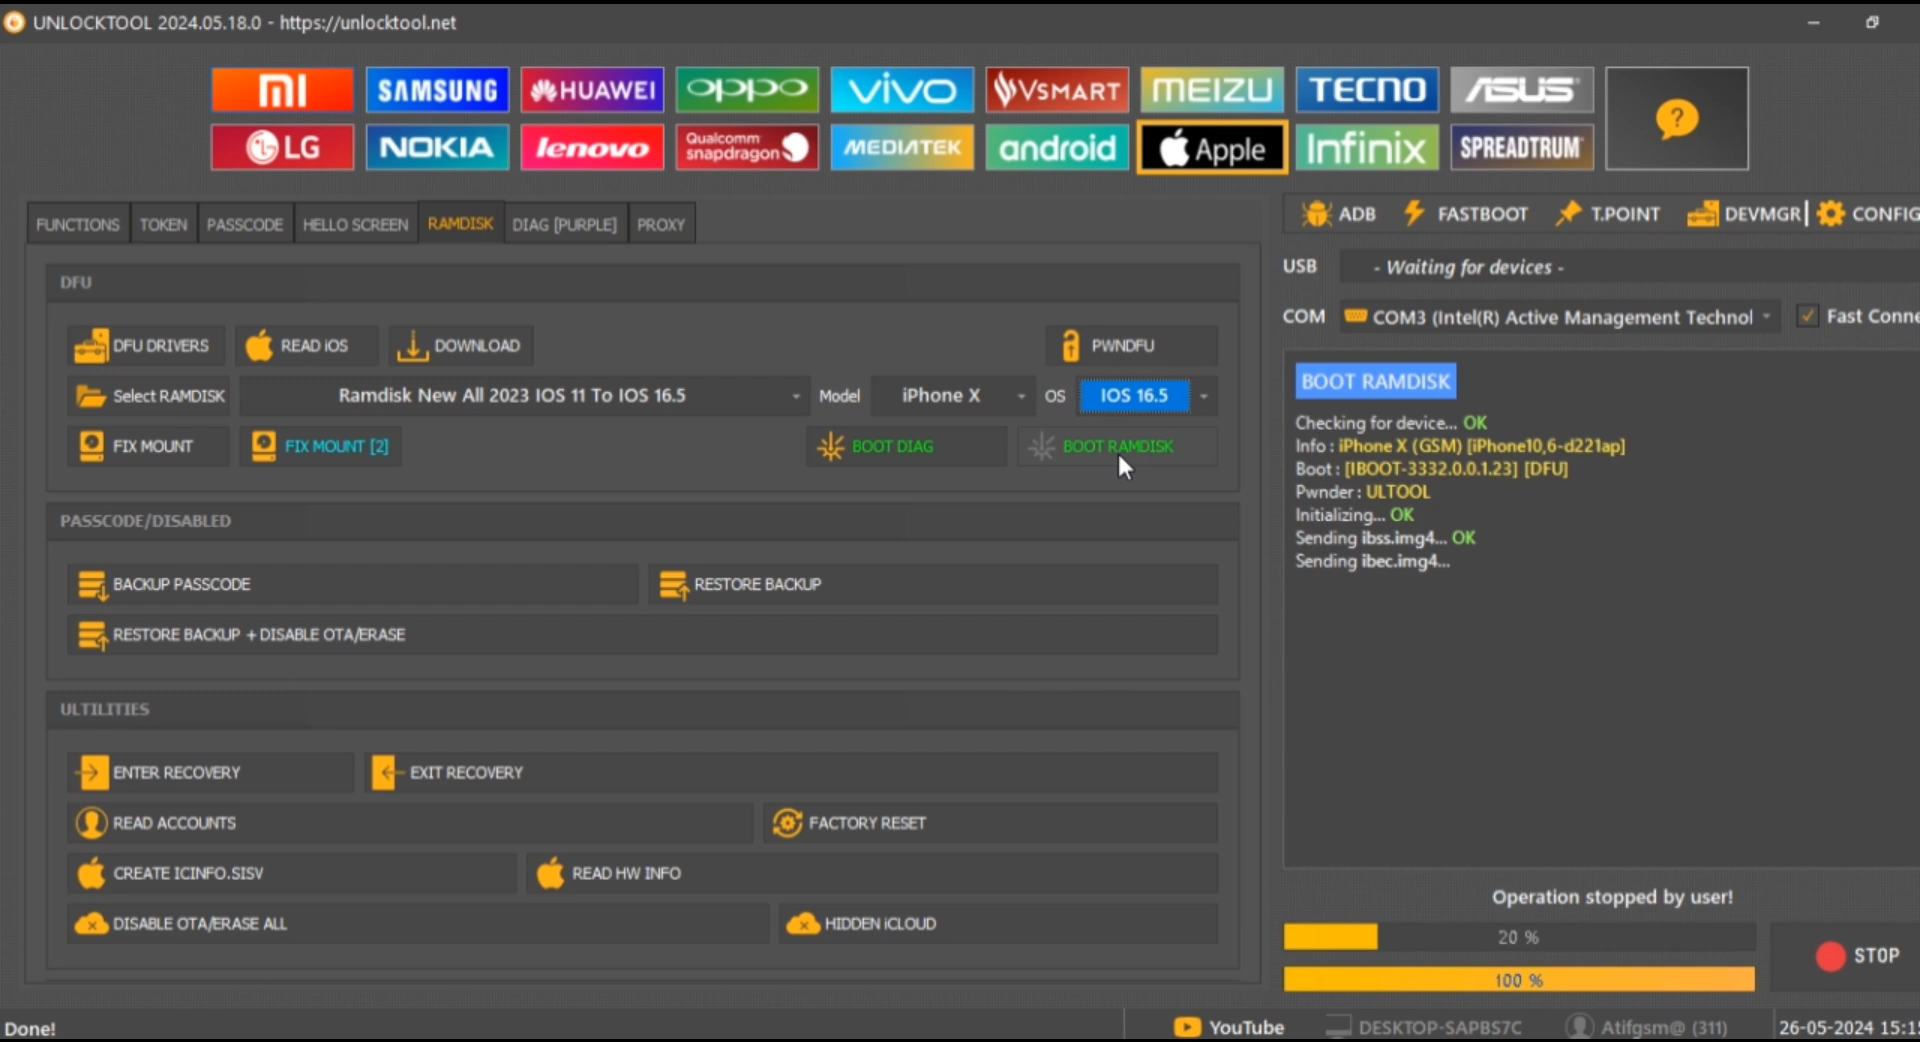 UNLOCKTOOL 2024.05.18.0 - https://unlocktool.net
MI SAMSUNG HUAWEI oppo vivo VSMART MEIZU TECNO ASUS ?
LG NOKIA lenovo Qualcomm snapdragon MEDIATEK android Apple Infinix SPREADTRUM
FUNCTIONS TOKEN PASSCODE HELLO SCREEN RAMDISK DIAG [PURPLE] PROXY
ADB FASTBOOT T.POINT DEVMGR CONFIG
USB - Waiting for devices -
COM COM3 (Intel(R) Active Management Technol Fast Conne
DFU
DFU DRIVERS READ iOS DOWNLOAD PWNDFU
Select RAMDISK Ramdisk New All 2023 IOS 11 To IOS 16.5 Model iPhone X OS IOS 16.5
FIX MOUNT FIX MOUNT [2] BOOT DIAG BOOT RAMDISK
PASSCODE/DISABLED
BACKUP PASSCODE RESTORE BACKUP
RESTORE BACKUP + DISABLE OTA/ERASE
ULTILITIES
ENTER RECOVERY EXIT RECOVERY
READ ACCOUNTS FACTORY RESET
CREATE ICINFO.SISV READ HW INFO
DISABLE OTA/ERASE ALL HIDDEN iCLOUD
BOOT RAMDISK
Checking for device... OK
Info : iPhone X (GSM) [iPhone10,6-d221ap]
Boot : [IBOOT-3332.0.0.1.23] [DFU]
Pwnder : ULTOOL
Initializing... OK
Sending ibss.img4... OK
Sending ibec.img4...
Operation stopped by user!
20 %
100 %
STOP
Done! YouTube DESKTOP-SAPBS7C Atifgsm@ (311) 26-05-2024 15:15